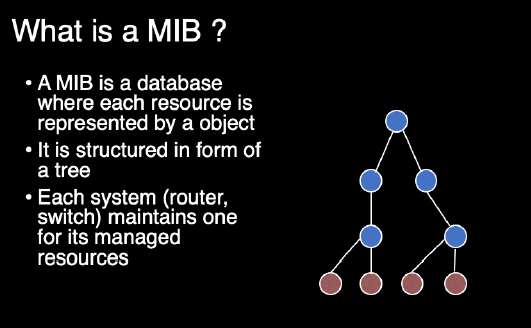 What is a MIB ?
• A MIB is a database
where each resource is
represented by a object
• It is structured in form of
a tree
• Each system (router,
switch) maintains one
for its managed
resources